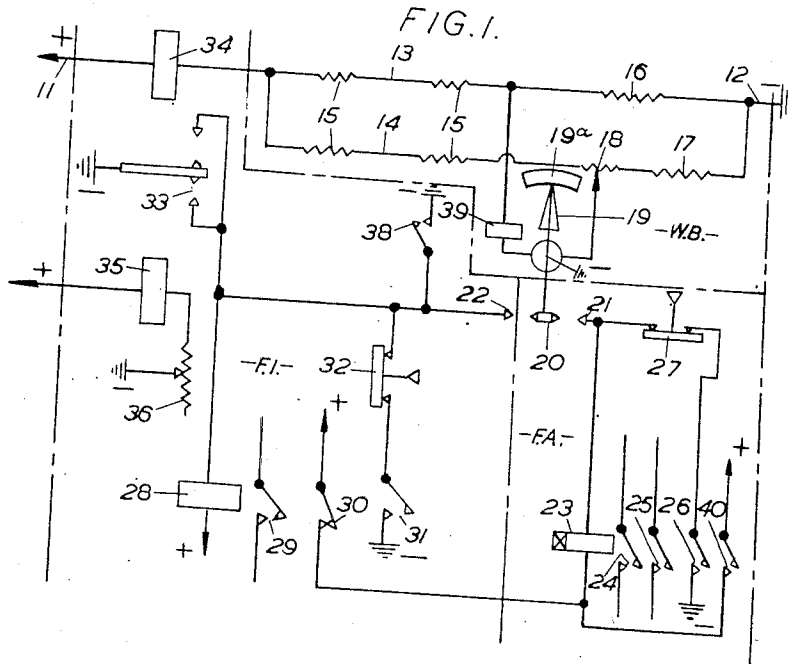 FIG.1.
+ 34 13 16 12 −
11
15 15 19a 18 17
14
33 38 39 19 -W.B.-
+ 35 22 h. − 21
20 27
36 -F.I.- 32 + -F.A.- +
28 29 30 31 23 25 26 40
24
+ − −